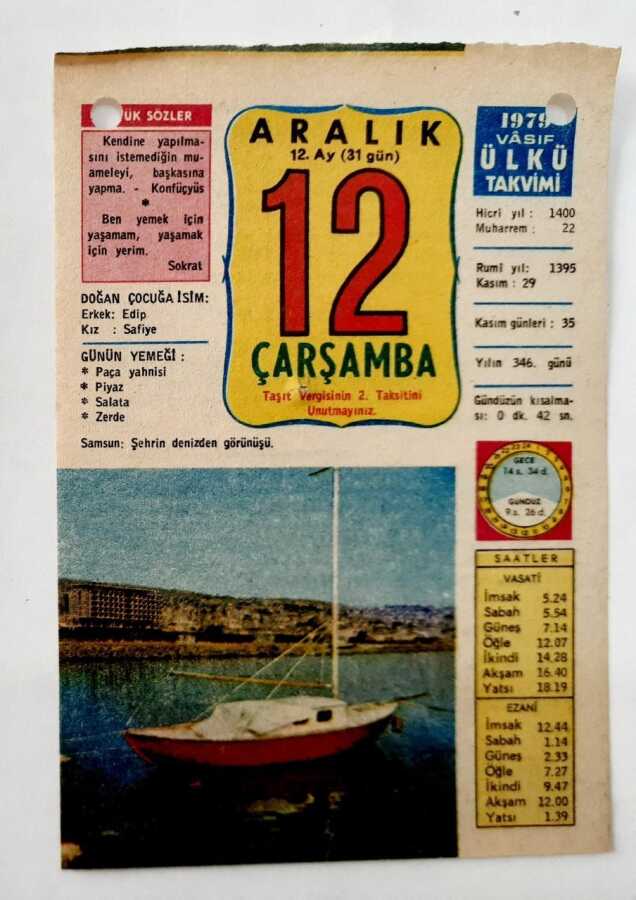 ÜK SÖZLER
Kendine yapılma-
sını istemediğin mu-
ameleyi, başkasına
yapma. - Konfüçyüs
*
Ben yemek için
yaşamam, yaşamak
için yerim.
Sokrat
DOĞAN ÇOCUĞA İSİM:
Erkek: Edip
Kız : Safiye
GÜNÜN YEMEĞİ :
* Paça yahnisi
* Piyaz
* Salata
* Zerde
ARALIK
12. Ay (31 gün)
12
ÇARŞAMBA
Taşıt Vergisinin 2. Taksitini
Unutmayınız.
1979
VÂSIF
ÜLKÜ
TAKVİMİ
Hicri yıl : 1400
Muharrem : 22
Rumî yıl: 1395
Kasım : 29
Kasım günleri : 35
Yılın 346. günü
Gündüzün kısalma-
sı: 0 dk. 42 sn.
Samsun: Şehrin denizden görünüşü.
GECE
14 s. 34 d.
GÜNDÜZ
9 s. 26 d.
SAATLER
VASATİ
İmsak 5.24
Sabah 5.54
Güneş 7.14
Öğle 12.07
İkindi 14.28
Akşam 16.40
Yatsı 18.19
EZANİ
İmsak 12.44
Sabah 1.14
Güneş 2.33
Öğle 7.27
İkindi 9.47
Akşam 12.00
Yatsı 1.39